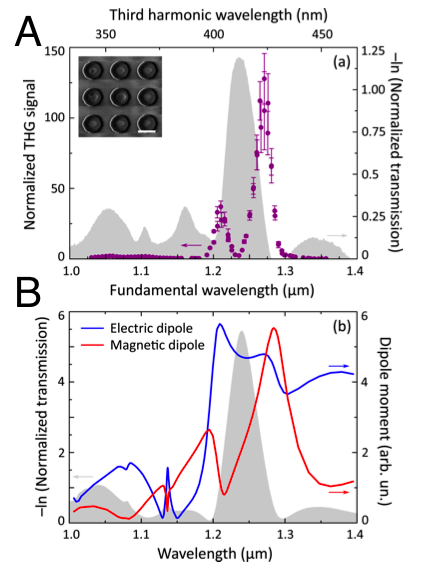 Third harmonic wavelength (nm)
350 400 450
A
(a)
150
100
50
0
Normalized THG signal
1.25
1.00
0.75
0.50
0.25
0
−ln (Normalized transmission)
1.0 1.1 1.2 1.3 1.4
Fundamental wavelength (µm)
B
(b)
Electric dipole
Magnetic dipole
6
4
2
0
−ln (Normalized transmission)
6
4
2
0
Dipole moment (arb. un.)
1.0 1.1 1.2 1.3 1.4
Wavelength (µm)